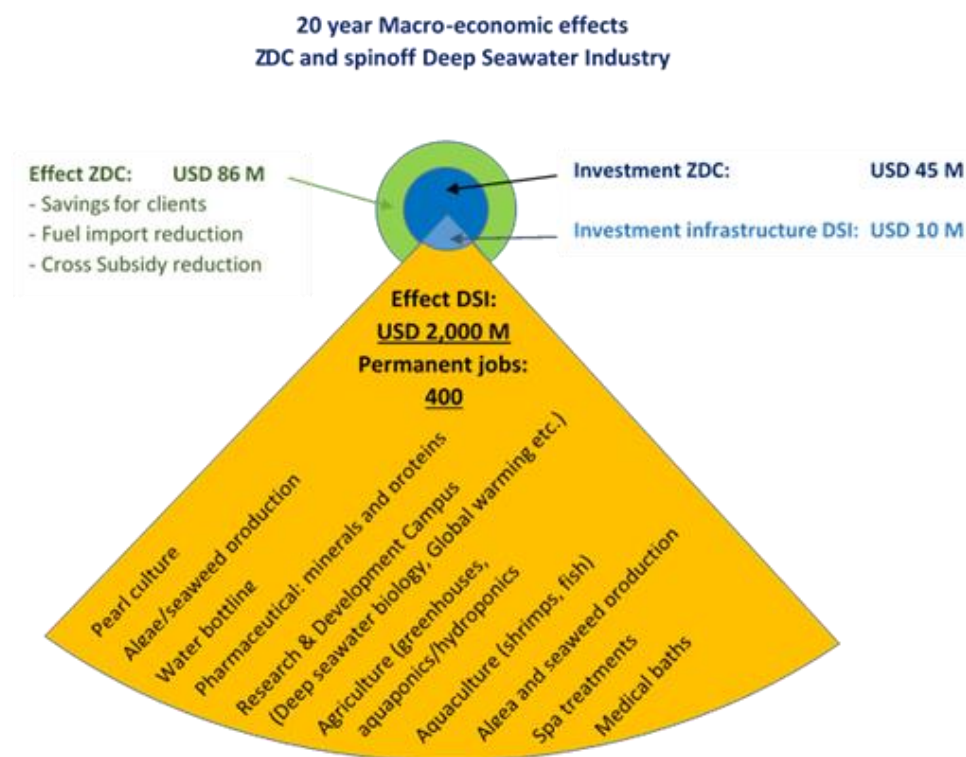 20 year Macro-economic effects
ZDC and spinoff Deep Seawater Industry
Effect ZDC: USD 86 M
- Savings for clients
- Fuel import reduction
- Cross Subsidy reduction
Investment ZDC: USD 45 M
Investment infrastructure DSI: USD 10 M
Effect DSI:
USD 2,000 M
Permanent jobs:
400
Pearl culture
Algae/seaweed production
Water bottling
Pharmaceutical: minerals and proteins
Research & Development Campus
(Deep seawater biology, Global warming etc.)
Agriculture (greenhouses,
aquaponics/hydroponics
Aquaculture (shrimps, fish)
Algea and seaweed production
Spa treatments
Medical baths